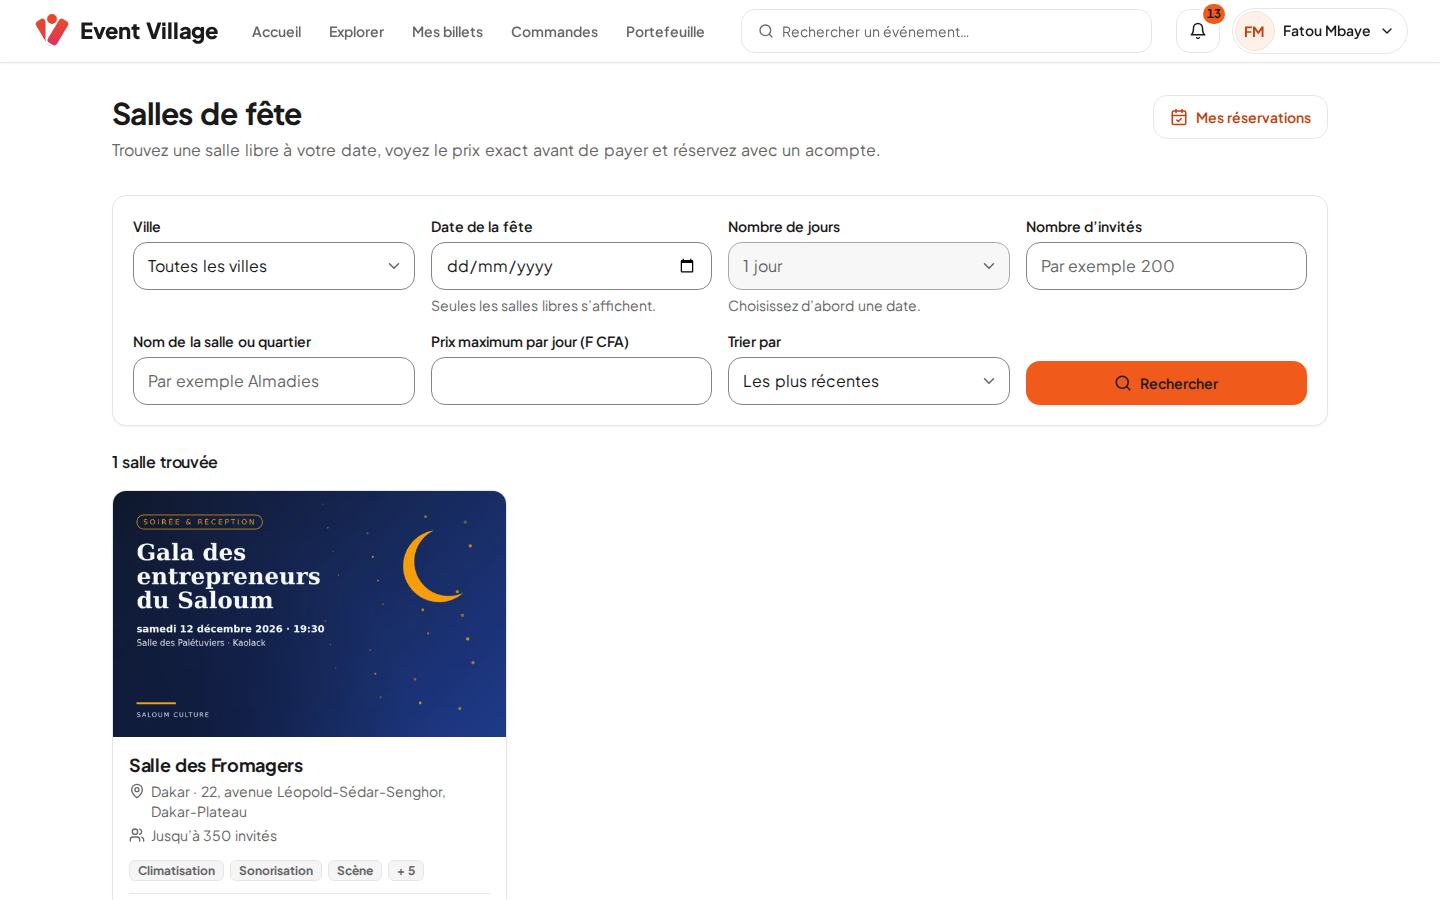 Event Village
Accueil
Explorer
Mes billets
Commandes
Portefeuille
Rechercher un événement…
13
FM
Fatou Mbaye
Salles de fête
Mes réservations
Trouvez une salle libre à votre date, voyez le prix exact avant de payer et réservez avec un acompte.
Ville
Date de la fête
Nombre de jours
Nombre d’invités
Toutes les villes
dd/mm/yyyy
1 jour
Par exemple 200
Seules les salles libres s’affichent.
Choisissez d’abord une date.
Nom de la salle ou quartier
Prix maximum par jour (F CFA)
Trier par
Par exemple Almadies
Les plus récentes
Rechercher
1 salle trouvée
SOIRÉE & RÉCEPTION
Gala des
entrepreneurs
du Saloum
samedi 12 décembre 2026 · 19:30
Salle des Palétuviers · Kaolack
SALOUM CULTURE
Salle des Fromagers
Dakar · 22, avenue Léopold-Sédar-Senghor,
Dakar-Plateau
Jusqu’à 350 invités
Climatisation
Sonorisation
Scène
+ 5